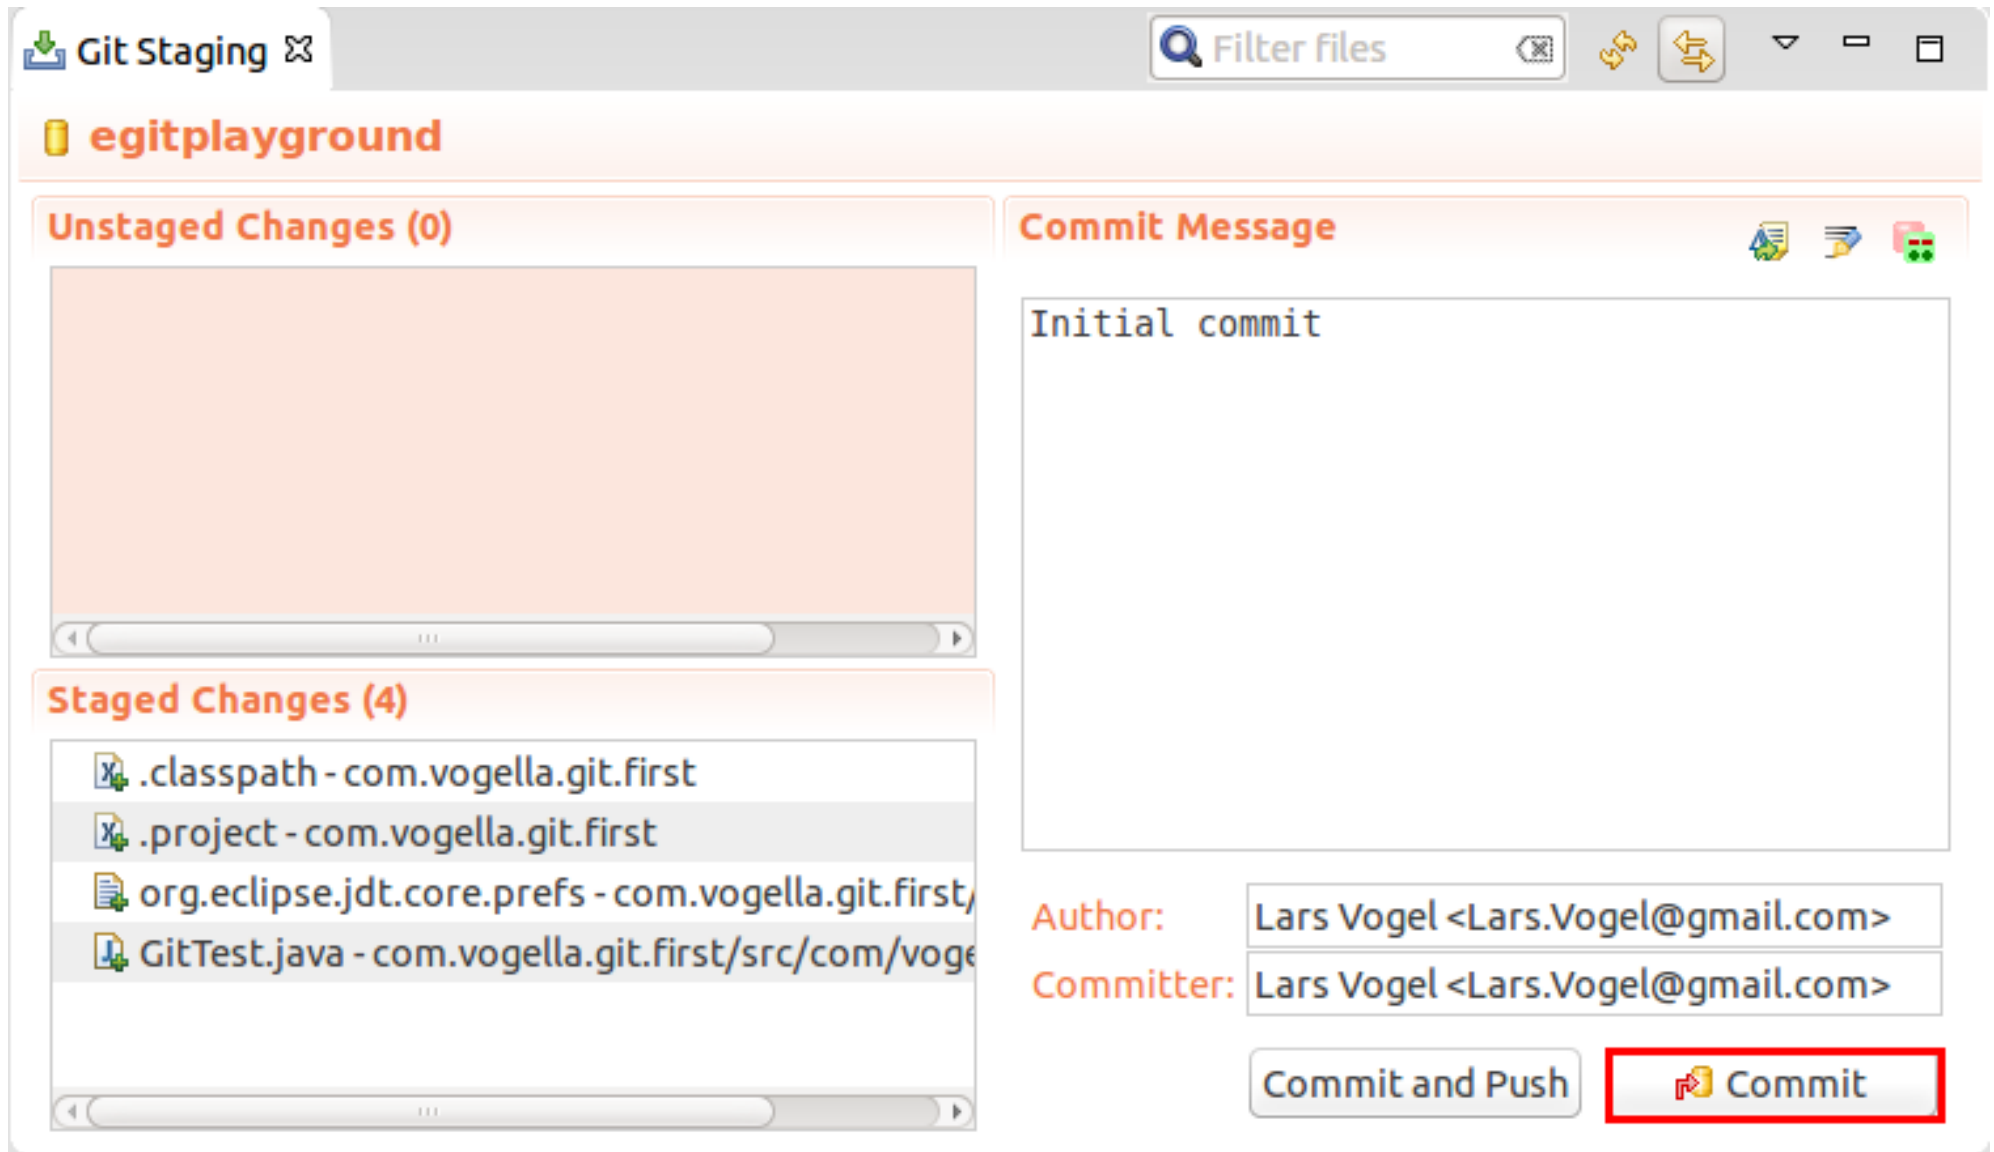 Git Staging
Filter files
egitplayground
Unstaged Changes (0)
Staged Changes (4)
.classpath - com.vogella.git.first
.project - com.vogella.git.first
org.eclipse.jdt.core.prefs - com.vogella.git.first/
GitTest.java - com.vogella.git.first/src/com/voge
Commit Message
Initial commit
Author: Lars Vogel <Lars.Vogel@gmail.com>
Committer: Lars Vogel <Lars.Vogel@gmail.com>
Commit and Push Commit